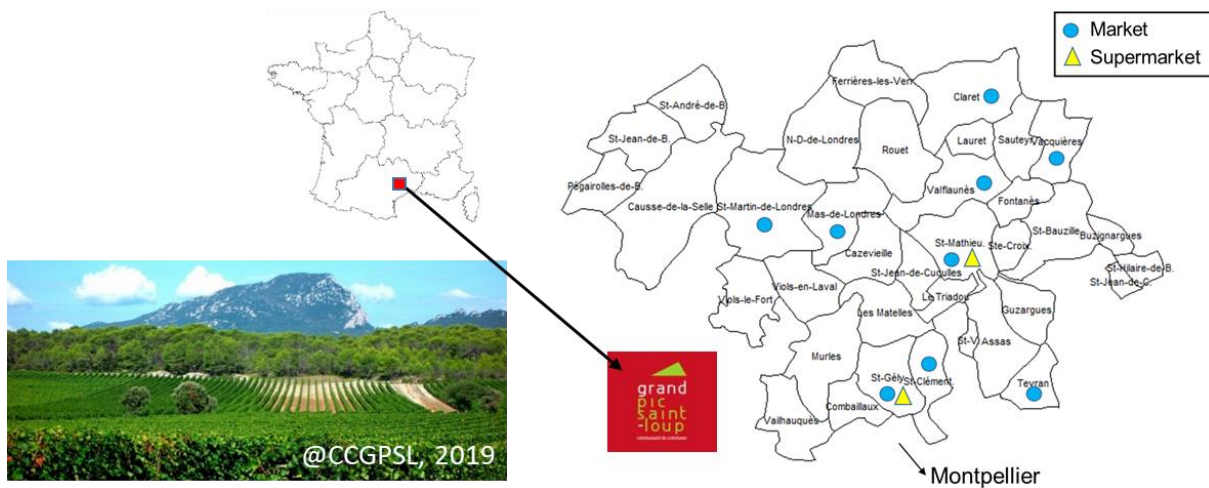 Market
Supermarket
Ferrières-les-Verr.
Claret
St-André-de-B
St-Jean-de-B.
N-D-de-Londres
Rouet
Lauret
Sauteyr.
Vacquières
Pégairolles-de-B.
Valflaunès
Causse-de-la-Selle
St-Martin-de-Londres
Mas-de-Londres
Fontanès
St-Bauzille
Buzignargues
St-Mathieu.
Ste-Croix.
Cazevieille
St-Jean-de-Cuculles
St-Hilaire-de-B.
St-Jean-de-C.
Viols-en-Laval
Viols-le-Fort
Le Triadou
Les Matelles
Guzargues
St-V.
Assas
Murles
St-Gély
St-Clément.
Teyran
Combaillaux
Vailhauquès
grand
pic
saint
-loup
communauté de communes
@CCGPSL, 2019
Montpellier